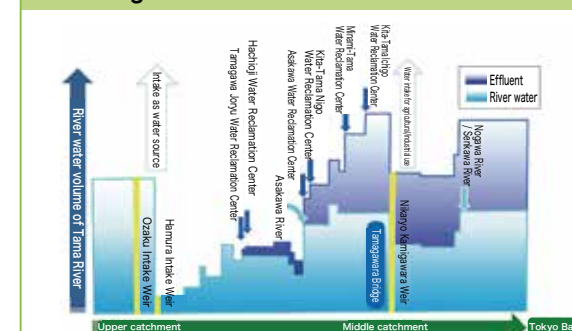 River water volume of Tama River
Intake as water source
Ozaku Intake Weir
Hamura Intake Weir
Tamagawa Joryu Water Reclamation Center
Hachioji Water Reclamation Center
Asakawa River
Asakawa Water Reclamation Center
Kita-Tama Nigo
Water Reclamation Center
Minami-Tama
Water Reclamation Center
Kita-Tama Ichigo
Water Reclamation Center
Water intake for agricultural/industrial use
Tamagawara Bridge
Nikaryo Kamigawara Weir
Nogawa River
/ Senkawa River
Effluent
River water
Upper catchment
Middle catchment
Tokyo Ba